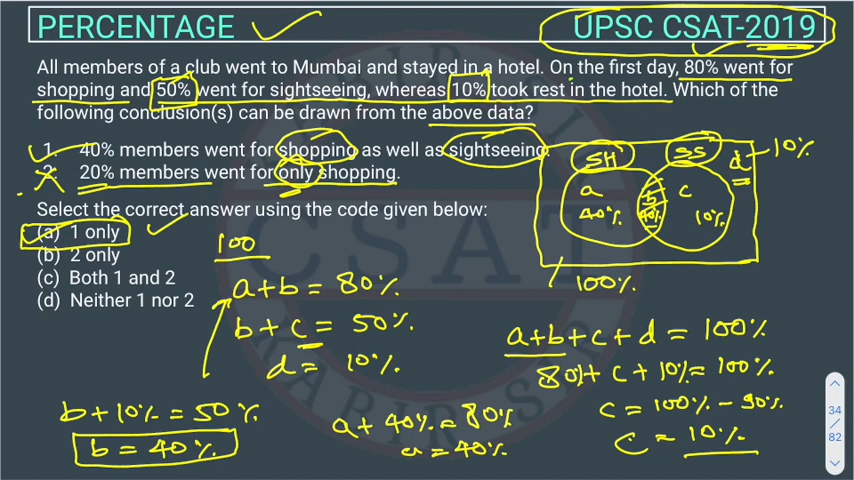 PERCENTAGE
UPSC CSAT-2019
All members of a club went to Mumbai and stayed in a hotel. On the first day, 80% went for
shopping and 50% went for sightseeing, whereas 10% took rest in the hotel. Which of the
following conclusion(s) can be drawn from the above data?
1. 40% members went for shopping as well as sightseeing.
2. 20% members went for only shopping.
Select the correct answer using the code given below:
(a) 1 only
(b) 2 only
(c) Both 1 and 2
(d) Neither 1 nor 2
SH SS d 10%
a b c
40% 40% 10%
100%
100
a+b = 80%
b+c = 50%
d = 10%
b+10% = 50%
b = 40%
a+40% = 80%
a = 40%
a+b+c+d = 100%
80%+c+10% = 100%
c = 100% - 90%
c = 10%
CSAT
KABIR SIR
34
/
82